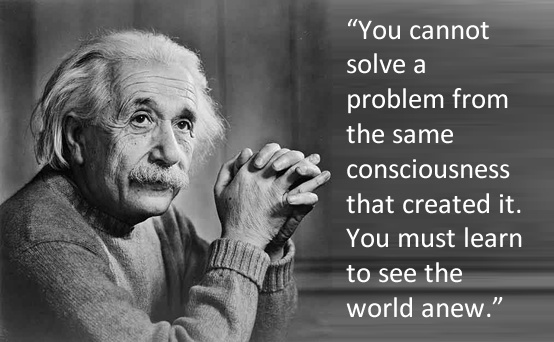 “You cannot
solve a
problem from
the same
consciousness
that created it.
You must learn
to see the
world anew.”